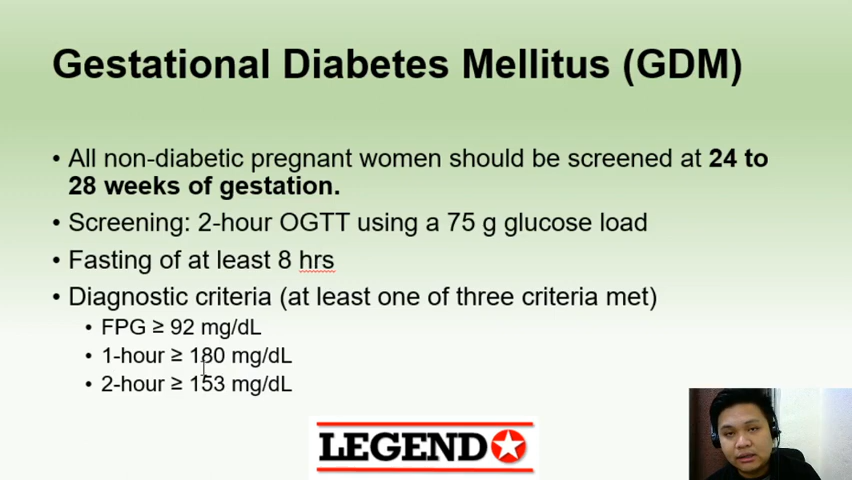 Gestational Diabetes Mellitus (GDM)
• All non-diabetic pregnant women should be screened at 24 to
28 weeks of gestation.
• Screening: 2-hour OGTT using a 75 g glucose load
• Fasting of at least 8 hrs
• Diagnostic criteria (at least one of three criteria met)
• FPG ≥ 92 mg/dL
• 1-hour ≥ 180 mg/dL
• 2-hour ≥ 153 mg/dL
LEGEND